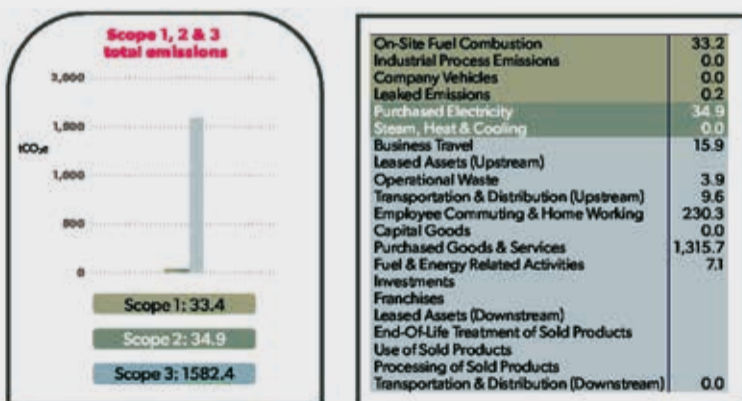 Scope 1, 2 & 3
total emissions
2,000
1,500
tCO₂e
1,000
500
0
Scope 1: 33.4
Scope 2: 34.9
Scope 3: 1582.4
On-Site Fuel Combustion 33.2
Industrial Process Emissions 0.0
Company Vehicles 0.0
Leaked Emissions 0.2
Purchased Electricity 34.9
Steam, Heat & Cooling 0.0
Business Travel 15.9
Leased Assets (Upstream)
Operational Waste 3.9
Transportation & Distribution (Upstream) 9.6
Employee Commuting & Home Working 230.3
Capital Goods 0.0
Purchased Goods & Services 1,315.7
Fuel & Energy Related Activities 7.1
Investments
Franchises
Leased Assets (Downstream)
End-Of-Life Treatment of Sold Products
Use of Sold Products
Processing of Sold Products
Transportation & Distribution (Downstream) 0.0